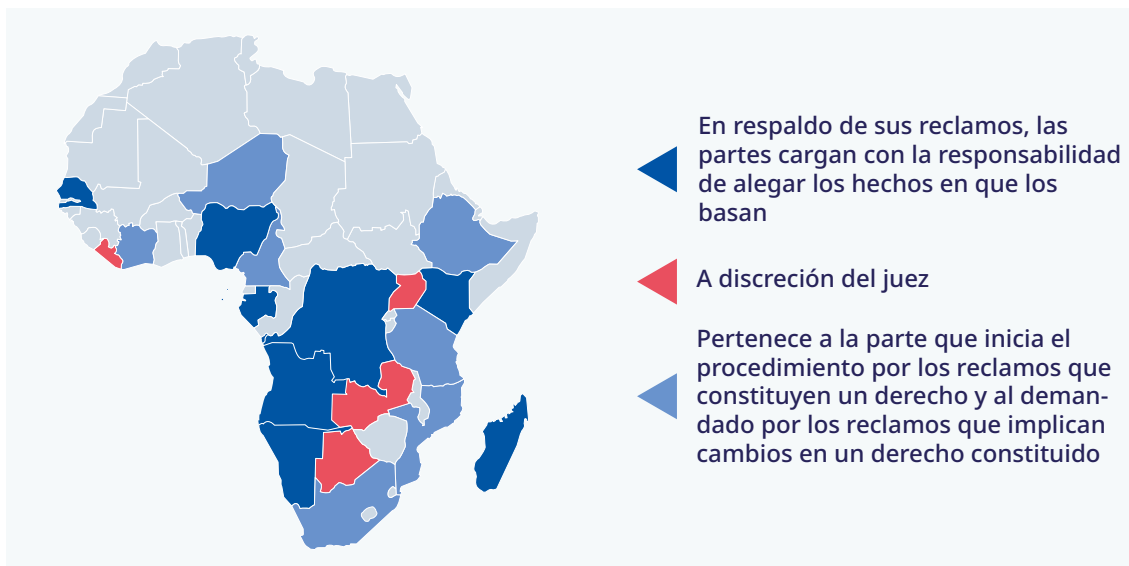 En respaldo de sus reclamos, las
partes cargan con la responsabilidad
de alegar los hechos en que los
basan
A discreción del juez
Pertenece a la parte que inicia el
procedimiento por los reclamos que
constituyen un derecho y al deman-
dado por los reclamos que implican
cambios en un derecho constituido